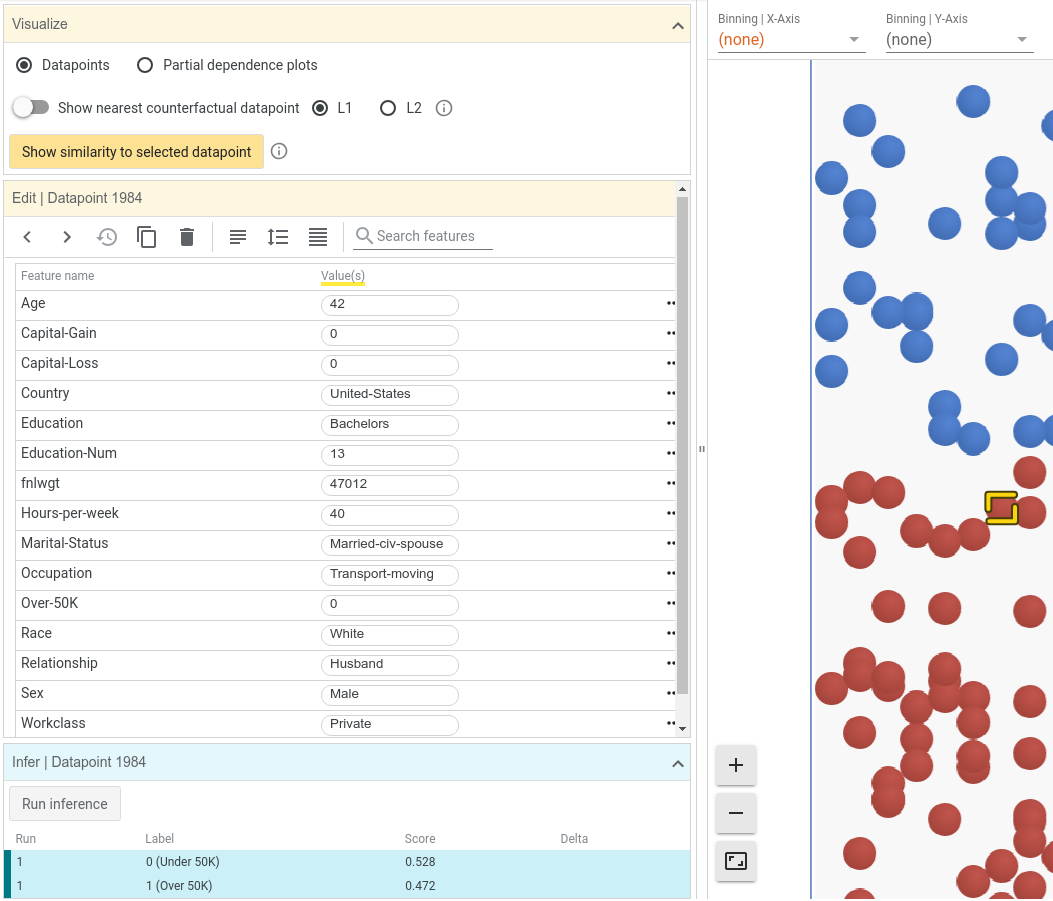 Visualize
Datapoints Partial dependence plots
Show nearest counterfactual datapoint L1 L2
Show similarity to selected datapoint
Edit | Datapoint 1984
Search features
Feature name Value(s)
Age 42
Capital-Gain 0
Capital-Loss 0
Country United-States
Education Bachelors
Education-Num 13
fnlwgt 47012
Hours-per-week 40
Marital-Status Married-civ-spouse
Occupation Transport-moving
Over-50K 0
Race White
Relationship Husband
Sex Male
Workclass Private
Infer | Datapoint 1984
Run inference
Run Label Score Delta
1 0 (Under 50K) 0.528
1 1 (Over 50K) 0.472
Binning | X-Axis Binning | Y-Axis
(none) (none)